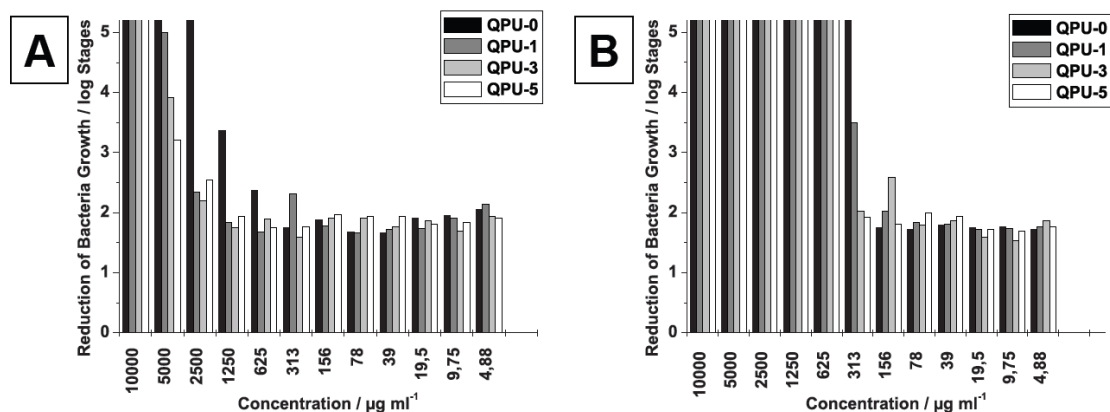 A
Reduction of Bacteria Growth / log Stages
5
4
3
2
1
0
QPU-0
QPU-1
QPU-3
QPU-5
10000
5000
2500
1250
625
313
156
78
39
19,5
9,75
4,88
Concentration / µg ml⁻¹
B
Reduction of Bacteria Growth / log Stages
5
4
3
2
1
0
QPU-0
QPU-1
QPU-3
QPU-5
10000
5000
2500
1250
625
313
156
78
39
19,5
9,75
4,88
Concentration / µg ml⁻¹